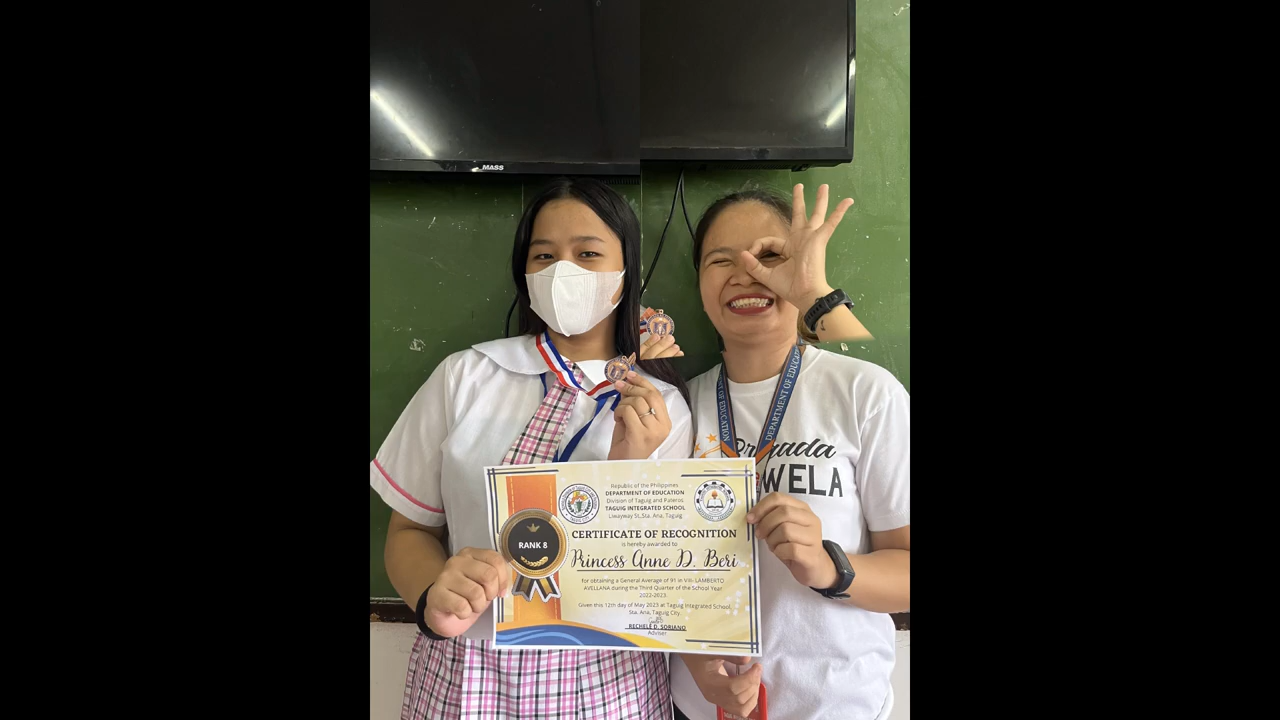 MASS
DEPARTMENT OF EDUCATION
OF EDUCATION
Brigada
WELA
Republic of the Philippines
DEPARTMENT OF EDUCATION
Division of Taguig and Pateros
TAGUIG INTEGRATED SCHOOL
Liwayway St.,Sta. Ana, Taguig
CERTIFICATE OF RECOGNITION
is hereby awarded to
RANK 8
Princess Anne D. Beri
for obtaining a General Average of 91 in VIII- LAMBERTO
AVELLANA during the Third Quarter of the School Year
2022-2023.
Given this 12th day of May 2023 at Taguig Integrated School,
Sta. Ana, Taguig City.
RECHELE D. SORIANO
Adviser